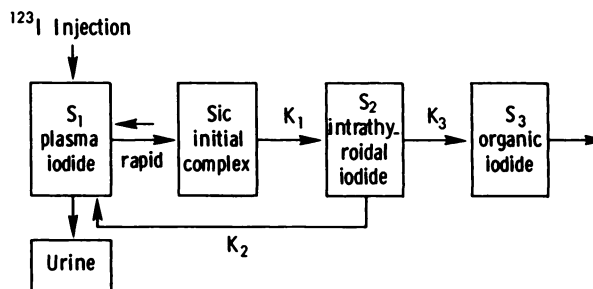 123I Injection
S1
plasma
iodide
rapid
Sic
initial
complex
K1
S2
intrathy-
roidal
iodide
K3
S3
organic
iodide
K2
Urine